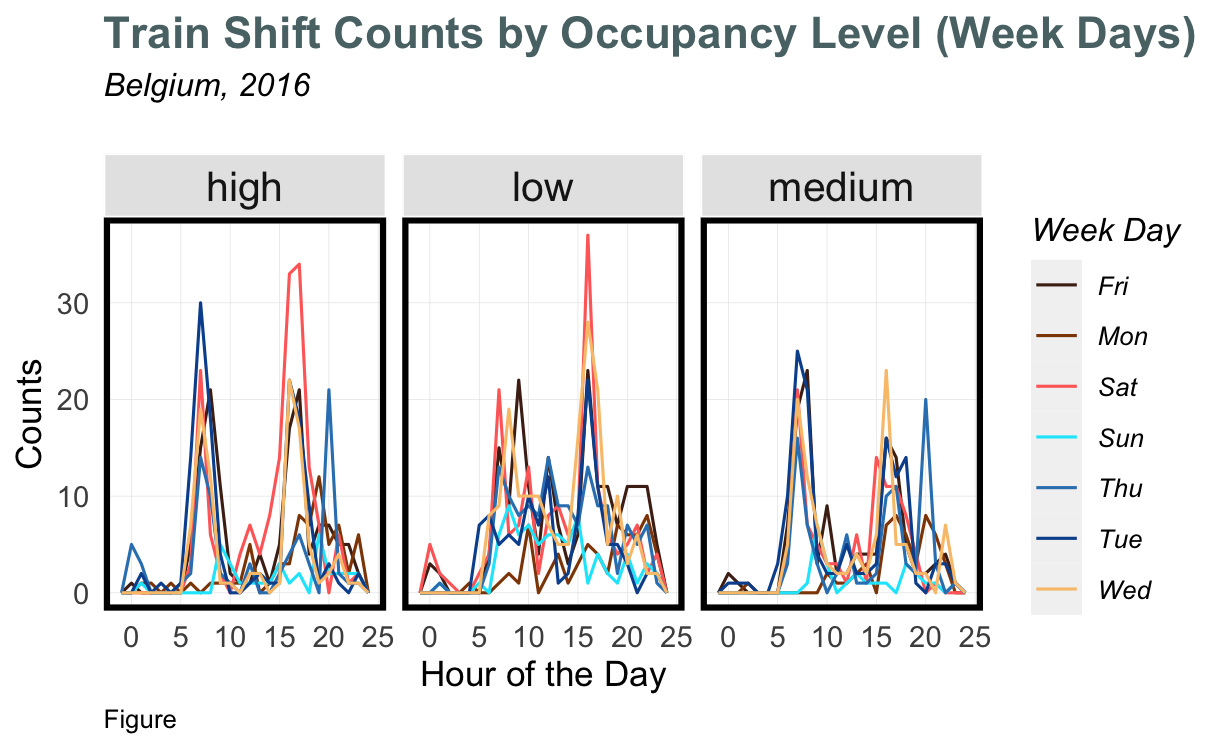 Train Shift Counts by Occupancy Level (Week Days)
Belgium, 2016
high low medium
Week Day
Fri
Mon
Sat
Sun
Thu
Tue
Wed
Counts
30
20
10
0
0 5 10 15 20 25 0 5 10 15 20 25 0 5 10 15 20 25
Hour of the Day
Figure